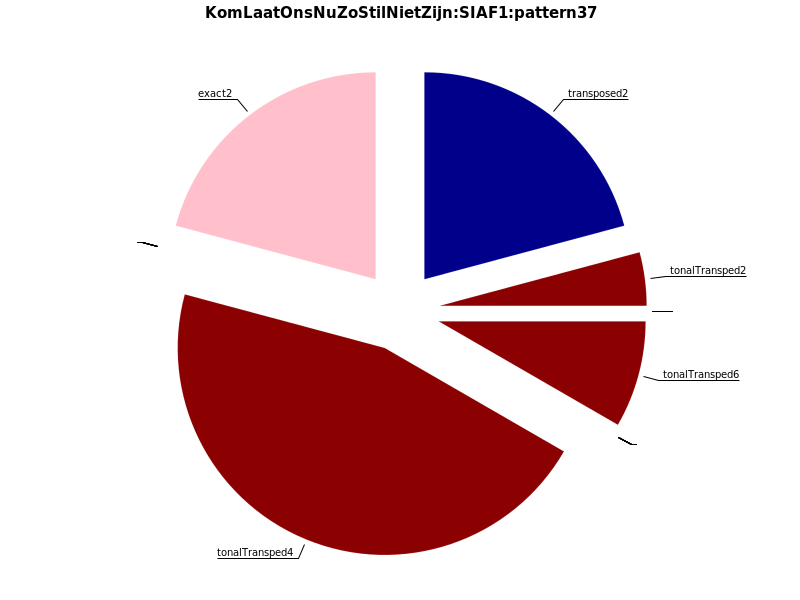 KomLaatOnsNuZoStilNietZijn:SIAF1:pattern37
exact2
transposed2
tonalTransped2
tonalTransped6
tonalTransped4